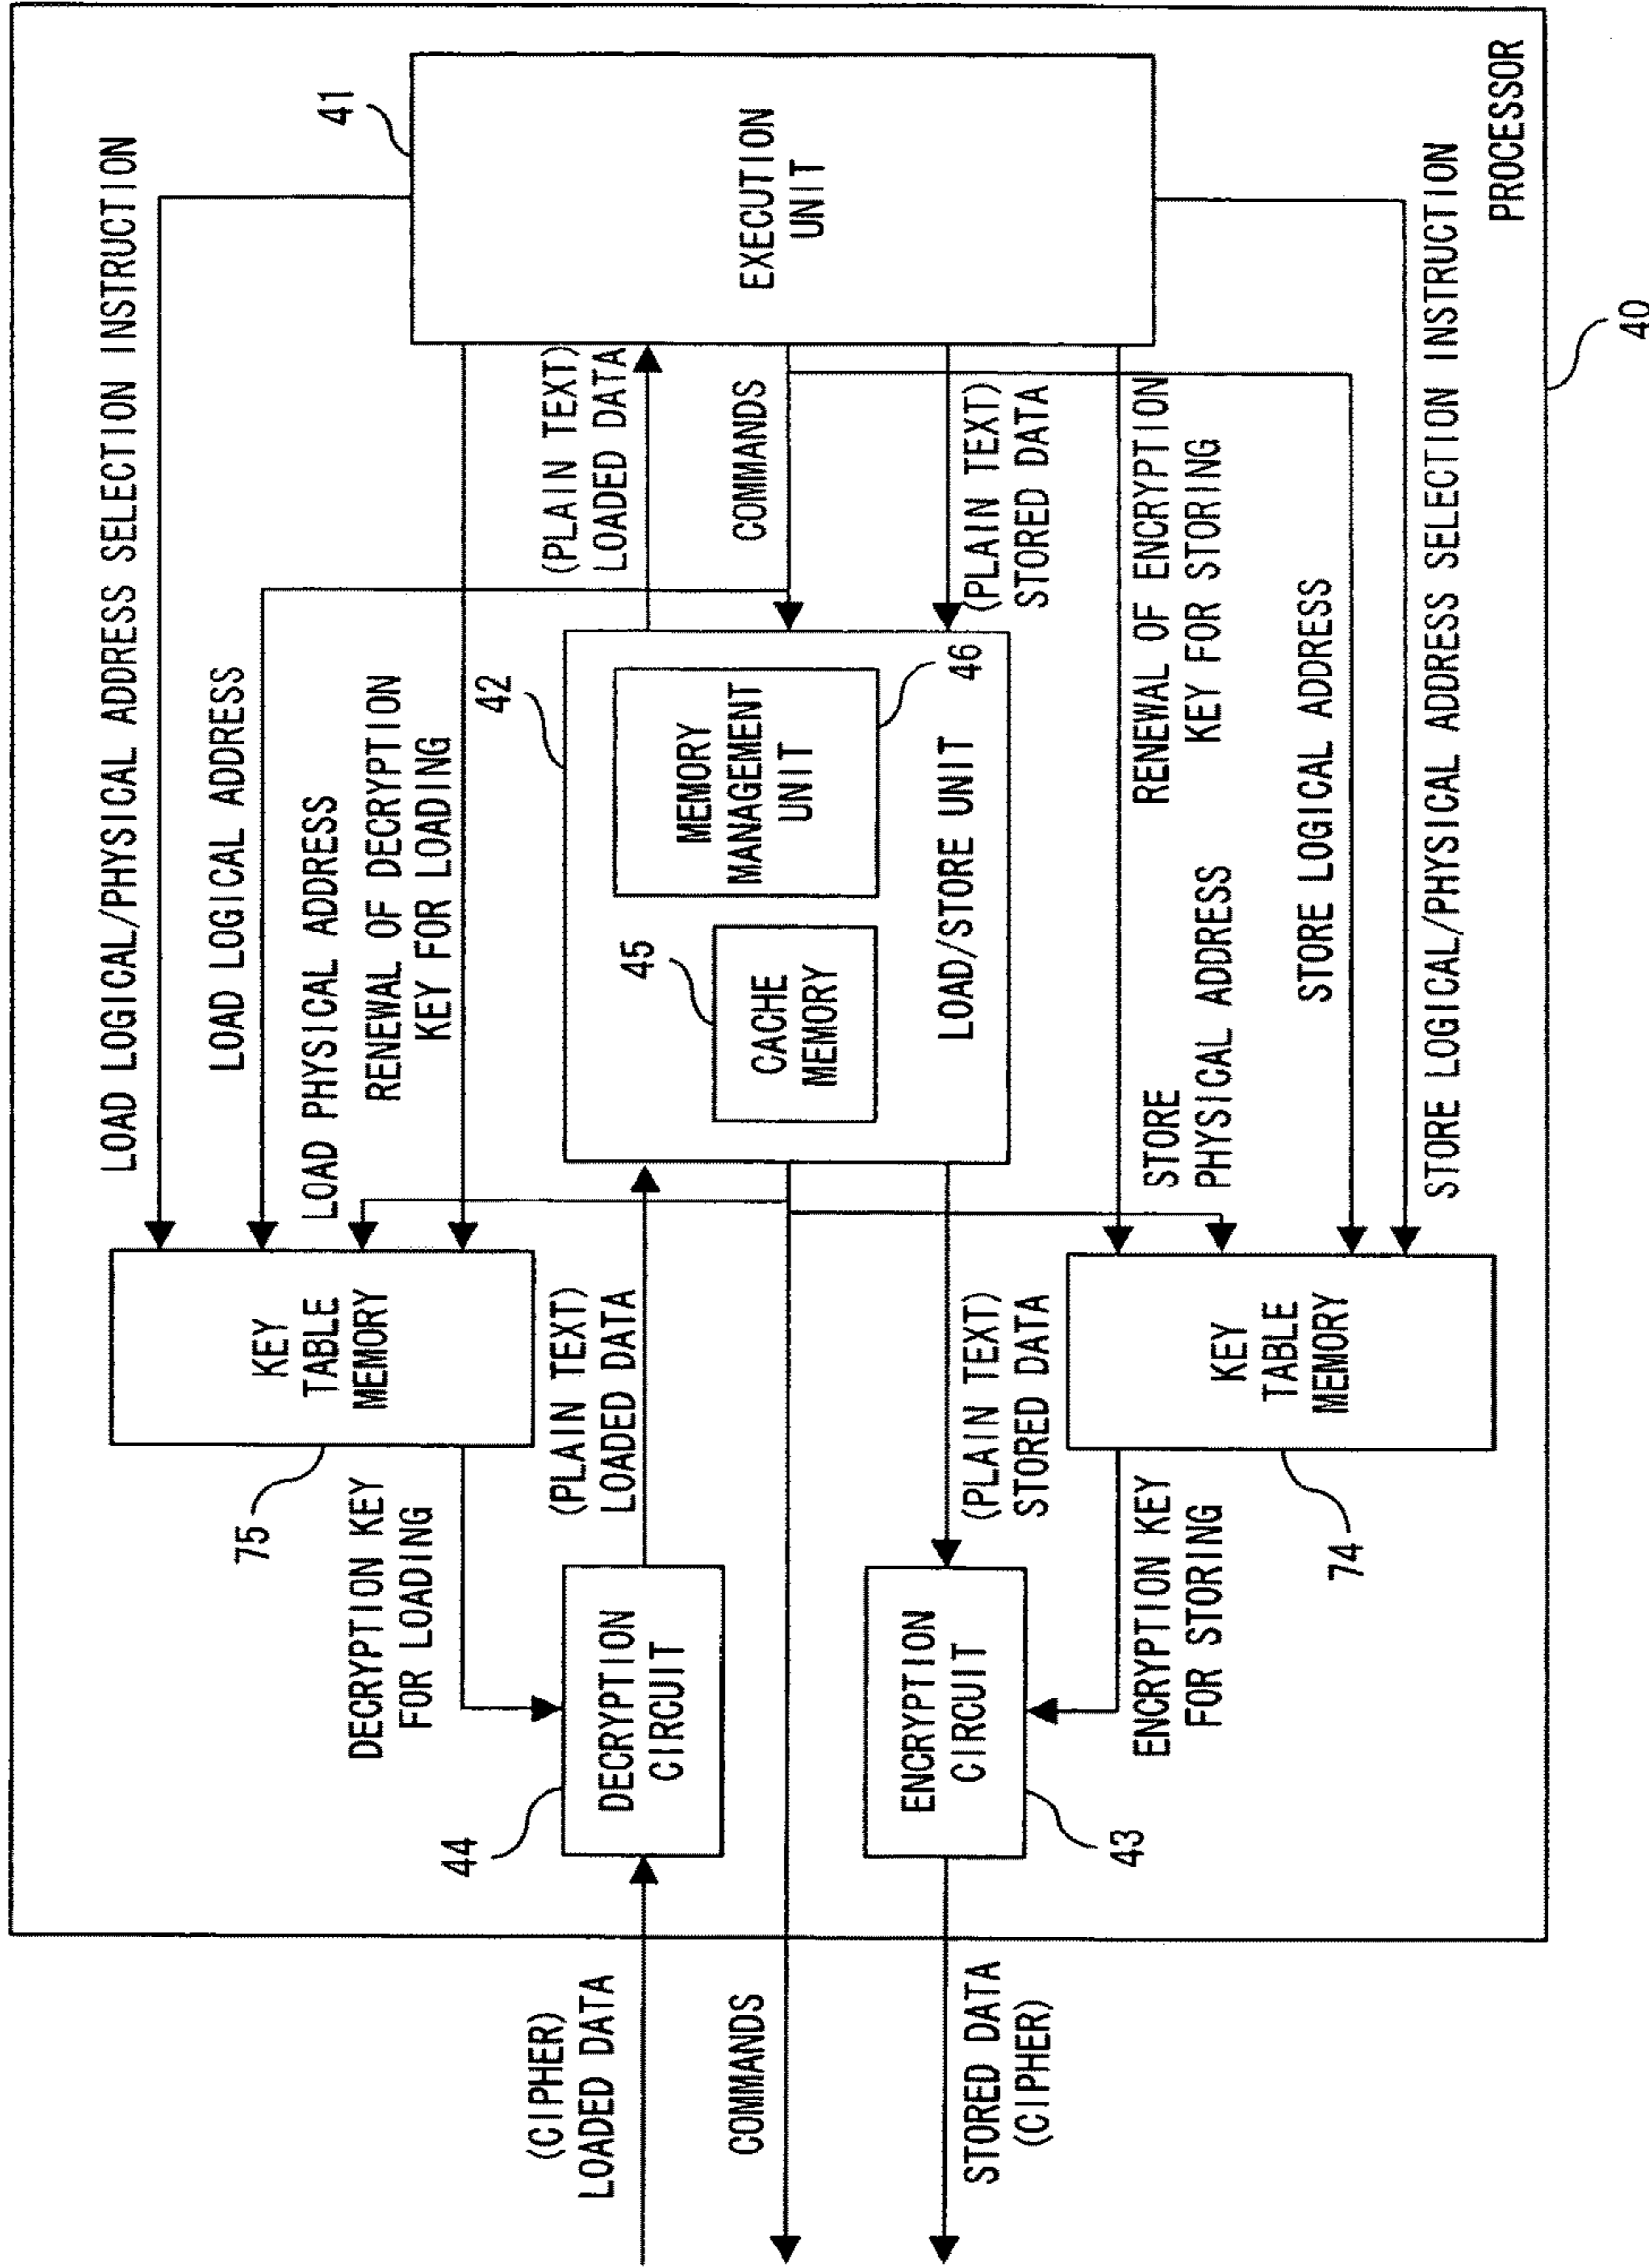 LOAD LOGICAL/PHYSICAL ADDRESS SELECTION INSTRUCTION
LOAD LOGICAL ADDRESS
LOAD PHYSICAL ADDRESS
RENEWAL OF DECRYPTION
KEY FOR LOADING
KEY
TABLE
MEMORY
75
DECRYPTION KEY
FOR LOADING
41
EXECUTION
UNIT
(PLAIN TEXT)
LOADED DATA
COMMANDS
(PLAIN TEXT)
STORED DATA
42
MEMORY
MANAGEMENT
UNIT
46
45
CACHE
MEMORY
LOAD/STORE UNIT
(PLAIN TEXT)
LOADED DATA
(PLAIN TEXT)
STORED DATA
44
DECRYPTION
CIRCUIT
ENCRYPTION
CIRCUIT
43
(CIPHER)
LOADED DATA
COMMANDS
STORED DATA
(CIPHER)
RENEWAL OF ENCRYPTION
KEY FOR STORING
STORE
PHYSICAL ADDRESS
STORE LOGICAL ADDRESS
STORE LOGICAL/PHYSICAL ADDRESS SELECTION INSTRUCTION
KEY
TABLE
MEMORY
74
ENCRYPTION KEY
FOR STORING
PROCESSOR
40